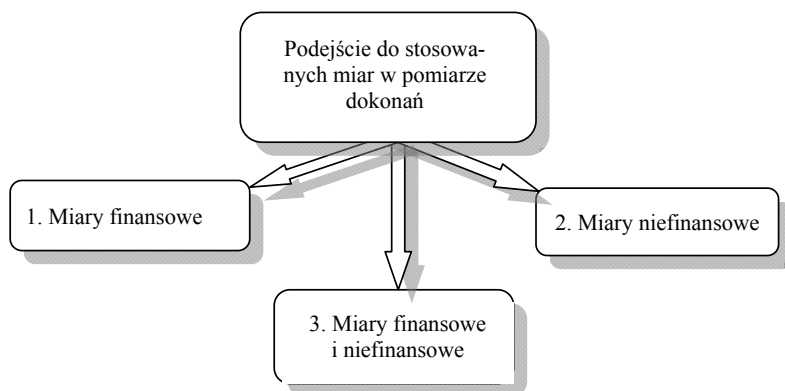 Podejście do stosowa-
nych miar w pomiarze
dokonań
1. Miary finansowe
2. Miary niefinansowe
3. Miary finansowe
i niefinansowe